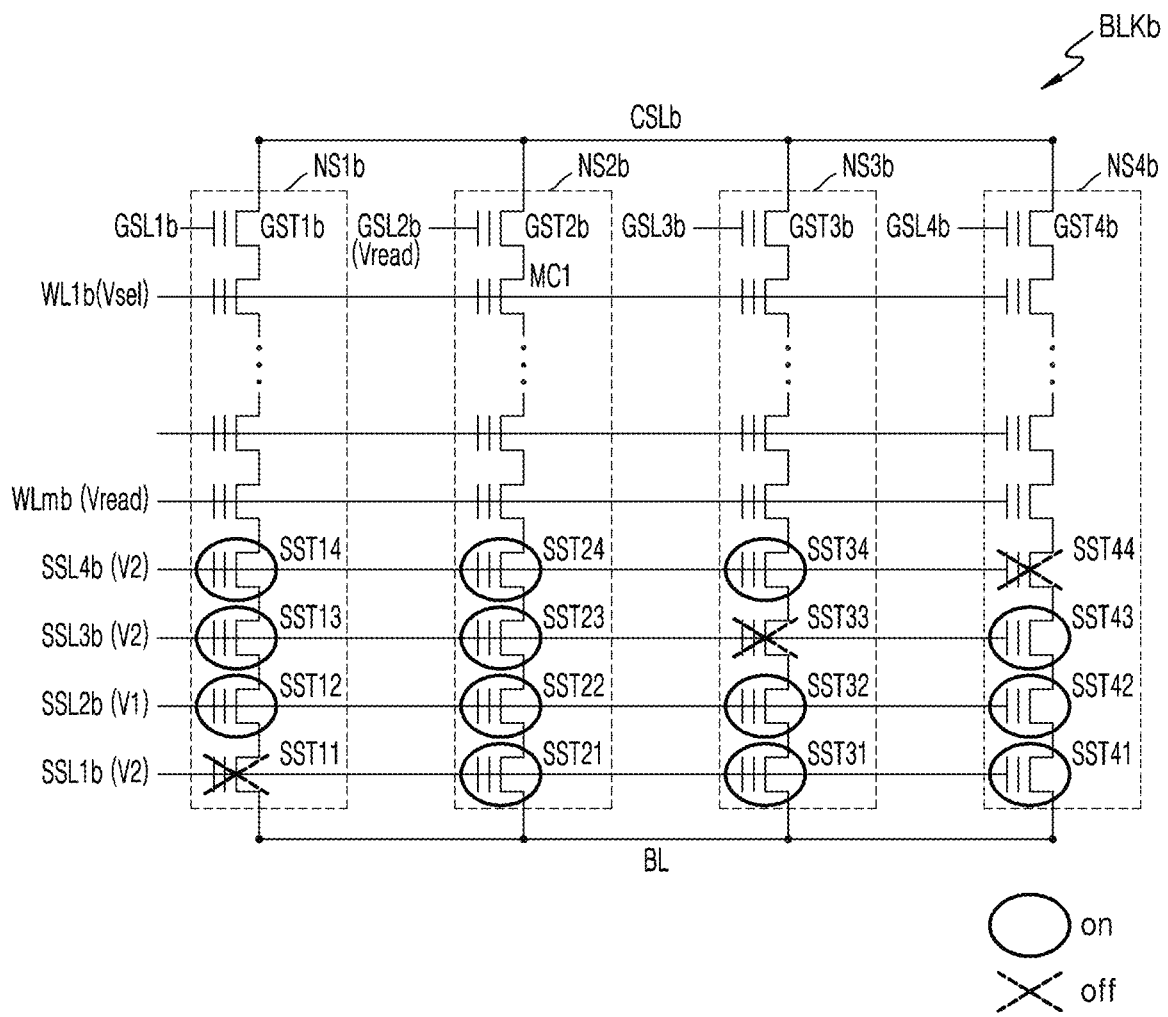 BLKb
CSLb
NS1b NS2b NS3b NS4b
GSL1b GST1b GSL2b (Vread) GST2b GSL3b GST3b GSL4b GST4b
WL1b(Vsel) MC1
WLmb (Vread)
SSL4b (V2) SST14 SST24 SST34 SST44
SSL3b (V2) SST13 SST23 SST33 SST43
SSL2b (V1) SST12 SST22 SST32 SST42
SSL1b (V2) SST11 SST21 SST31 SST41
BL
on
off